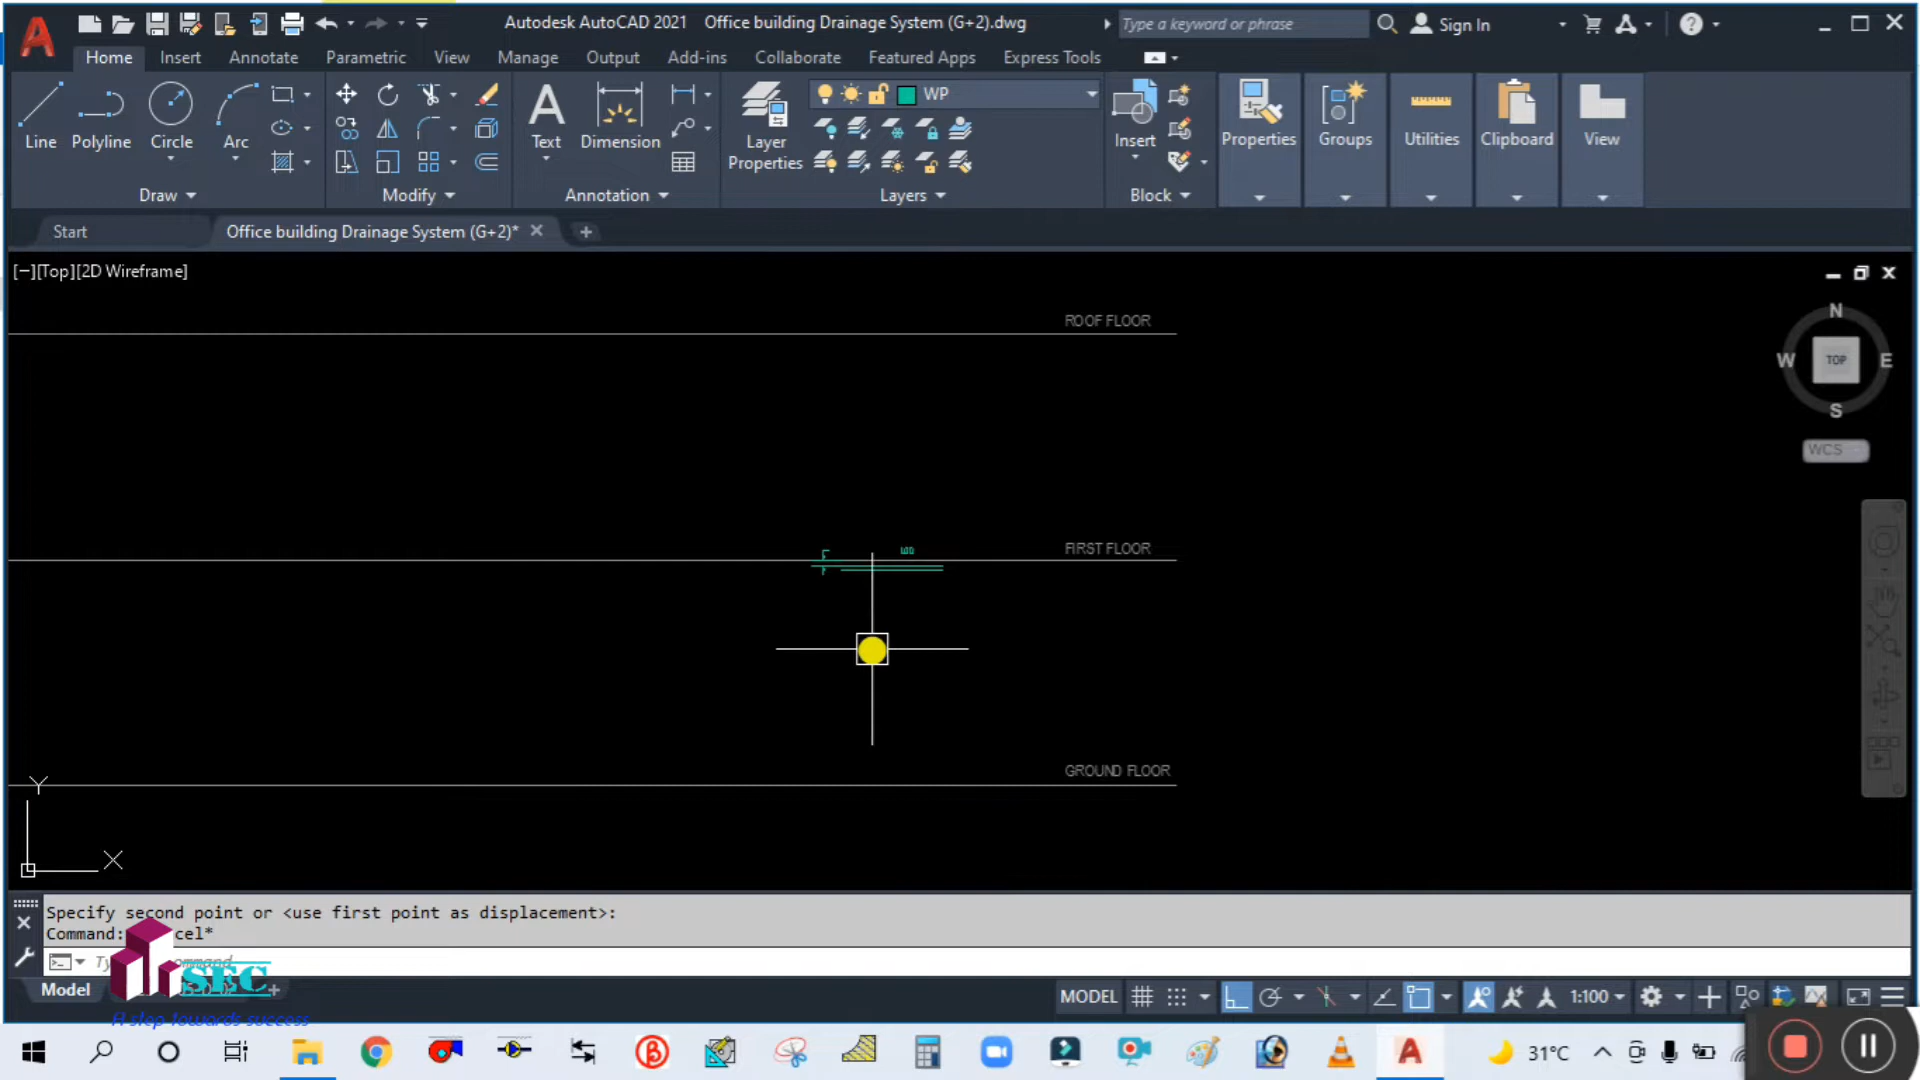 Autodesk AutoCAD 2021 Office building Drainage System (G+2).dwg
Type a keyword or phrase
Sign In
Home Insert Annotate Parametric View Manage Output Add-ins Collaborate Featured Apps Express Tools
WP
Line Polyline Circle Arc
Text Dimension
Layer Properties
Insert
Properties Groups Utilities Clipboard View
Draw Modify Annotation Layers Block
Start Office building Drainage System (G+2)*
[−][Top][2D Wireframe]
N
W TOP E
S
WCS
ROOF FLOOR
FIRST FLOOR
GROUND FLOOR
Y
X
Specify second point or <use first point as displacement>:
Command:
SEC
Model
A step towards success
MODEL 1:100
31°C